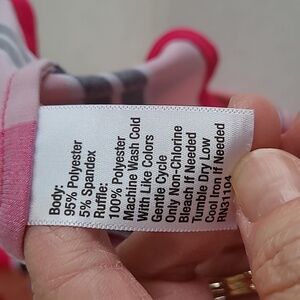 Body:
95% Polyester
5% Spandex
Ruffle:
100% Polyester
Machine Wash Cold
With Like Colors
Gentle Cycle
Only Non-Chlorine
Bleach If Needed
Tumble Dry Low
Cool Iron If Needed
RN31104